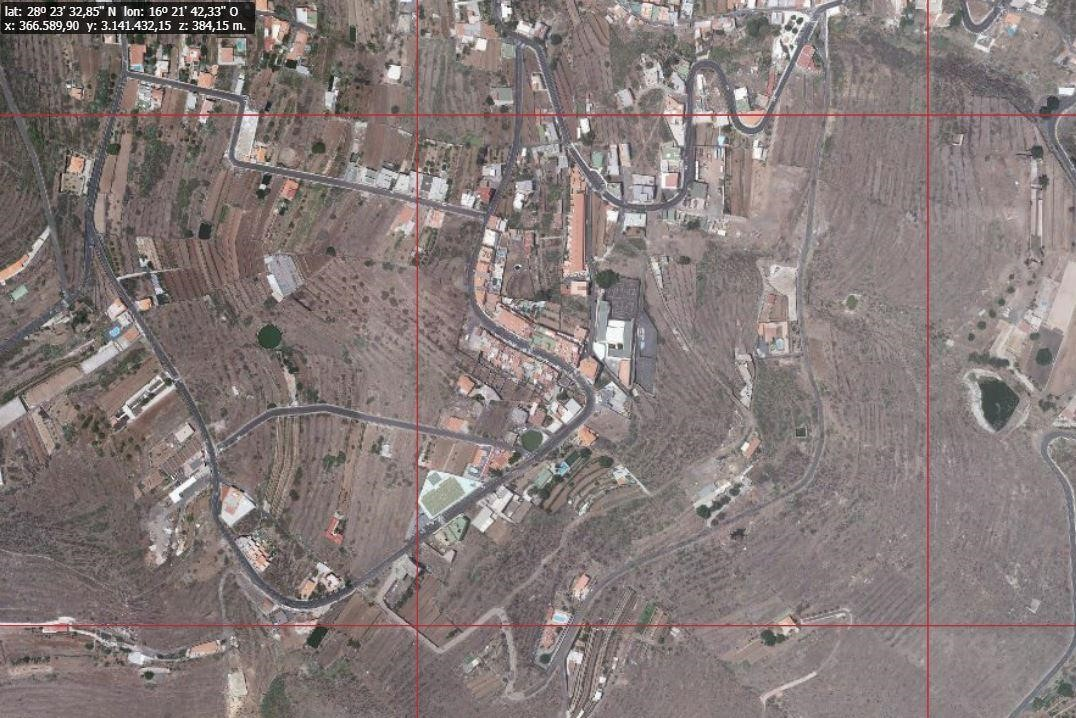 lat: 28º 23' 32,85" N lon: 16º 21' 42,33" O
x: 366.589,90 y: 3.141.432,15 z: 384,15 m.